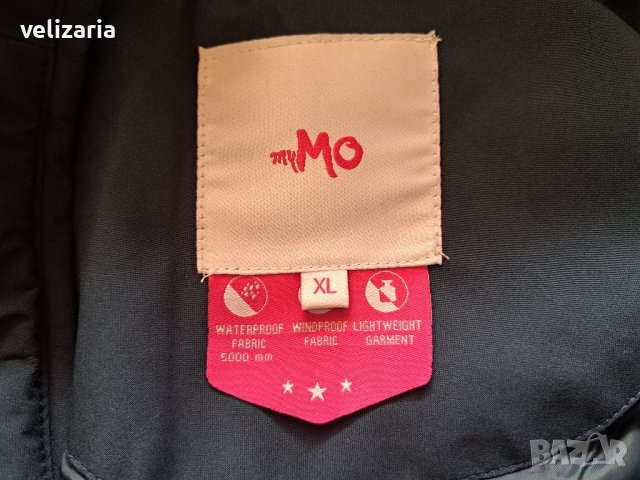 velizaria
myMO
XL
WATERPROOF WINDPROOF LIGHTWEIGHT
FABRIC FABRIC GARMENT
5000 mm
BAZAR